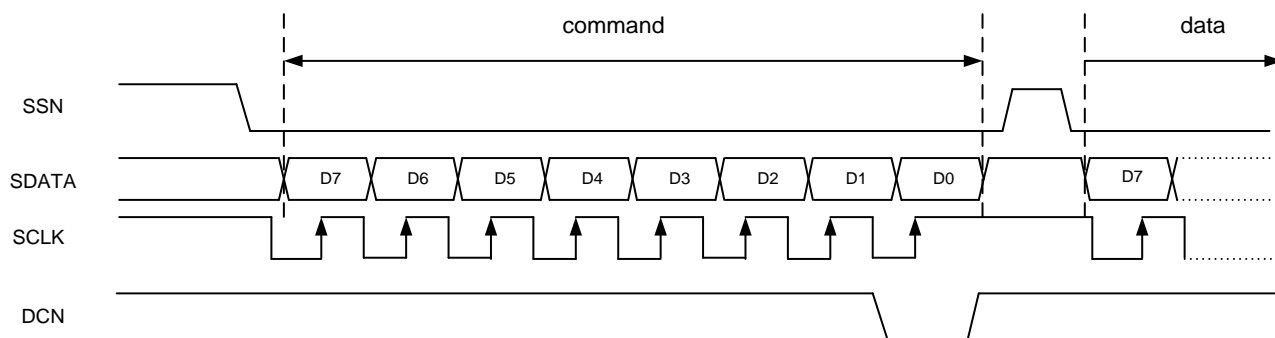 command
data
SSN
SDATA
D7 D6 D5 D4 D3 D2 D1 D0 D7
SCLK
DCN